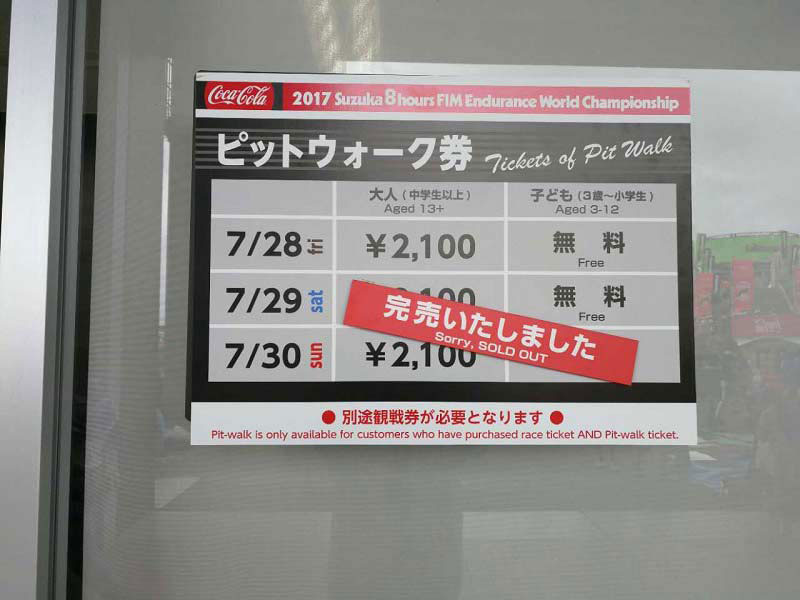 Coca-Cola 2017 Suzuka 8hours FIM Endurance World Championship
ピットウォーク券 Tickets of Pit Walk
大人(中学生以上) 子ども(3歳〜小学生)
Aged 13+ Aged 3-12
7/28 fri ¥2,100 無料
Free
7/29 sat 無料
Free
完売いたしました
Sorry, SOLD OUT
7/30 sun ¥2,100
● 別途観戦券が必要となります ●
Pit-walk is only available for customers who have purchased race ticket AND Pit-walk ticket.